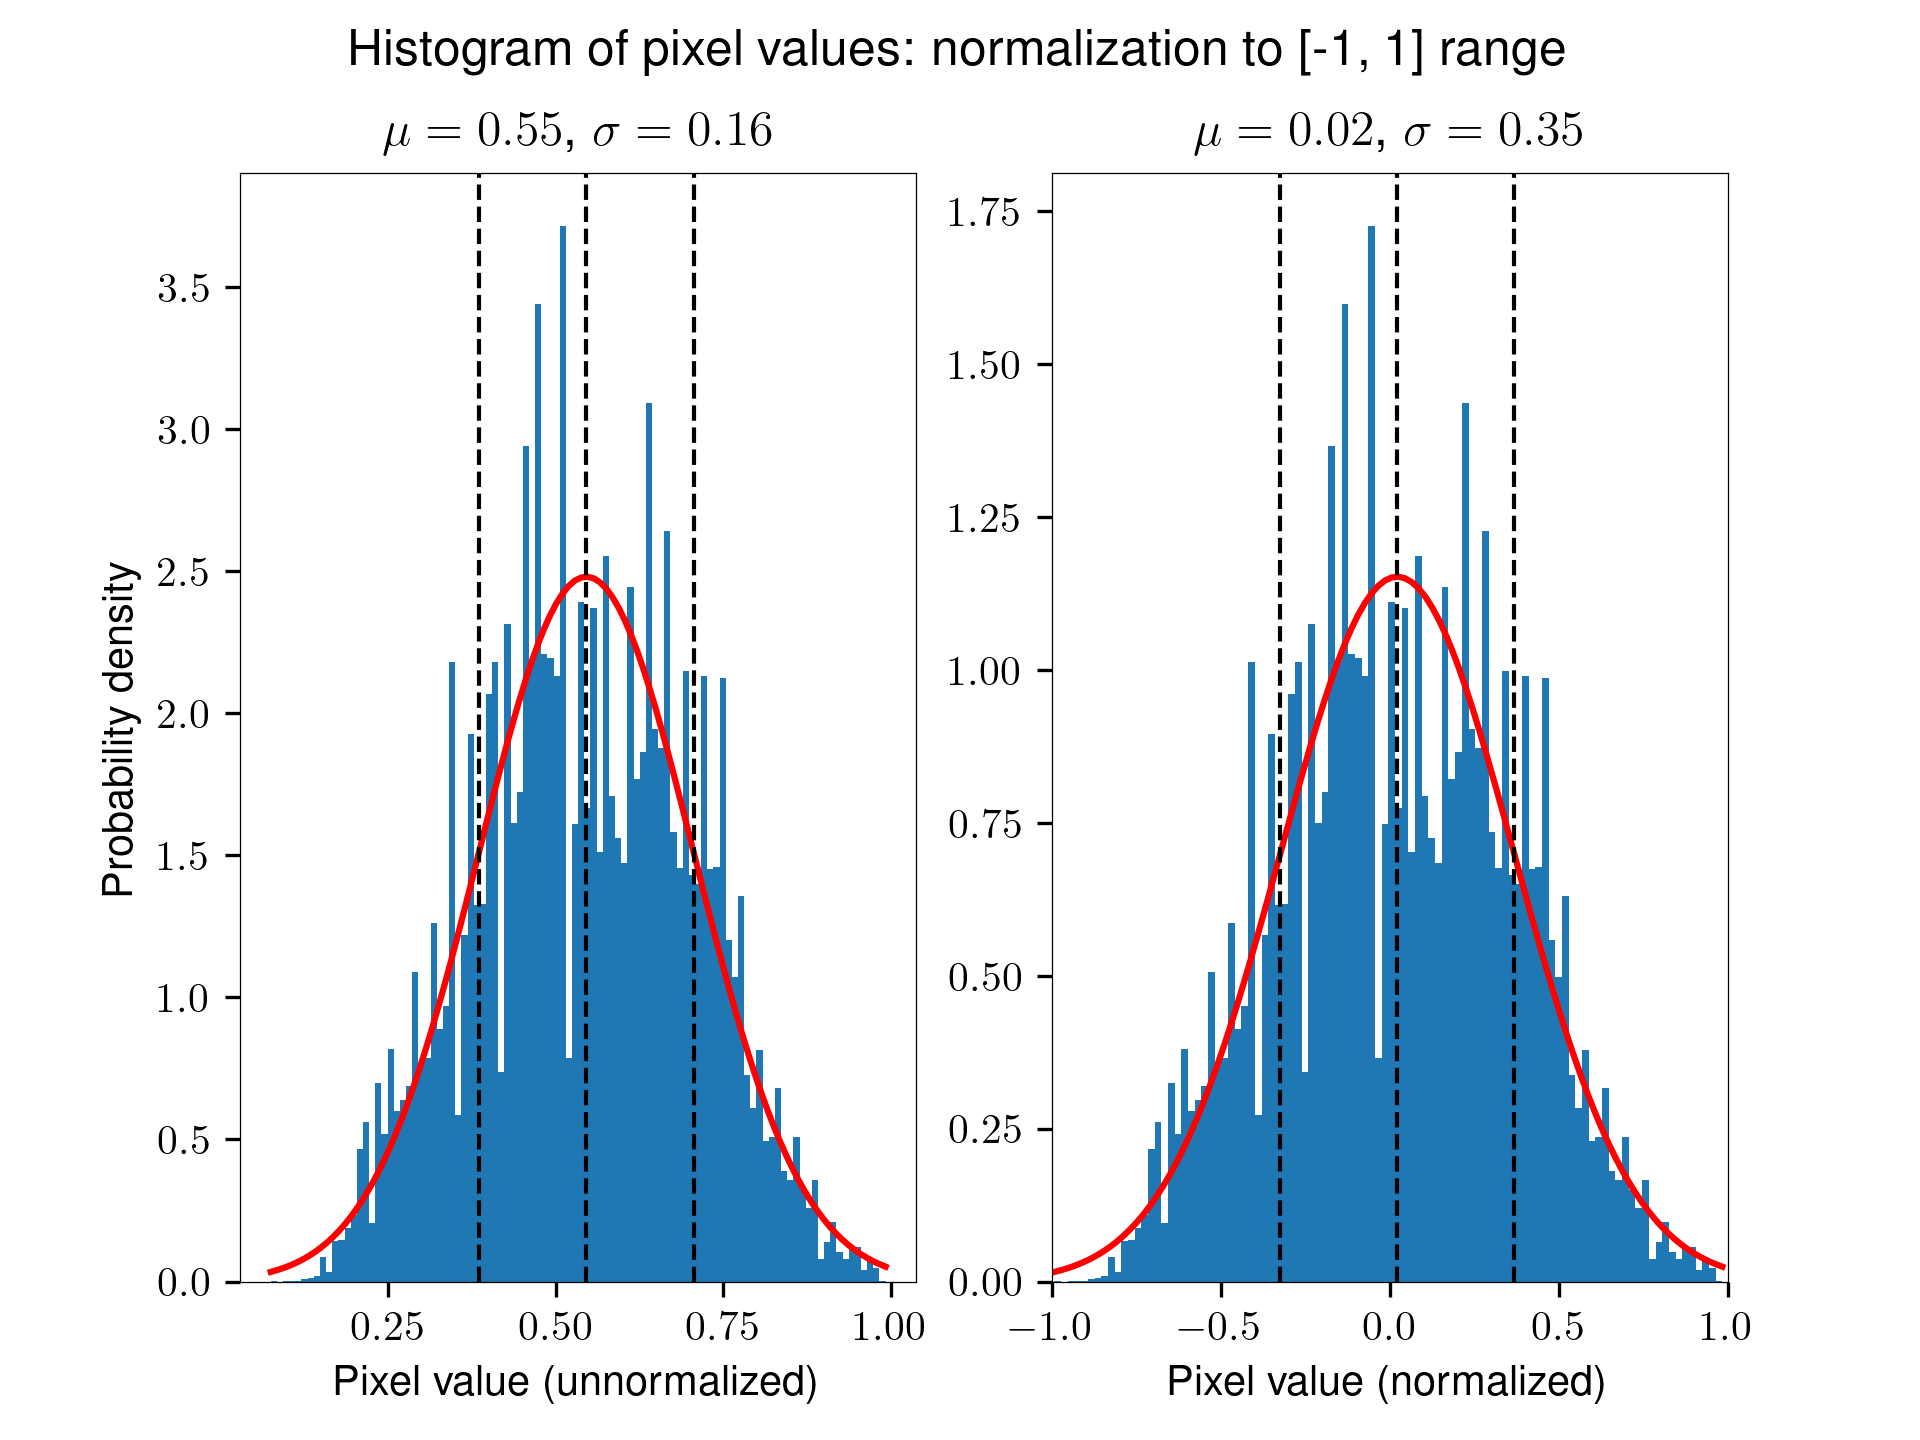 Histogram of pixel values: normalization to [-1, 1] range
μ = 0.55, σ = 0.16
μ = 0.02, σ = 0.35
Probability density
3.5
3.0
2.5
2.0
1.5
1.0
0.5
0.0
0.25 0.50 0.75 1.00
Pixel value (unnormalized)
1.75
1.50
1.25
1.00
0.75
0.50
0.25
0.00
−1.0 −0.5 0.0 0.5 1.0
Pixel value (normalized)